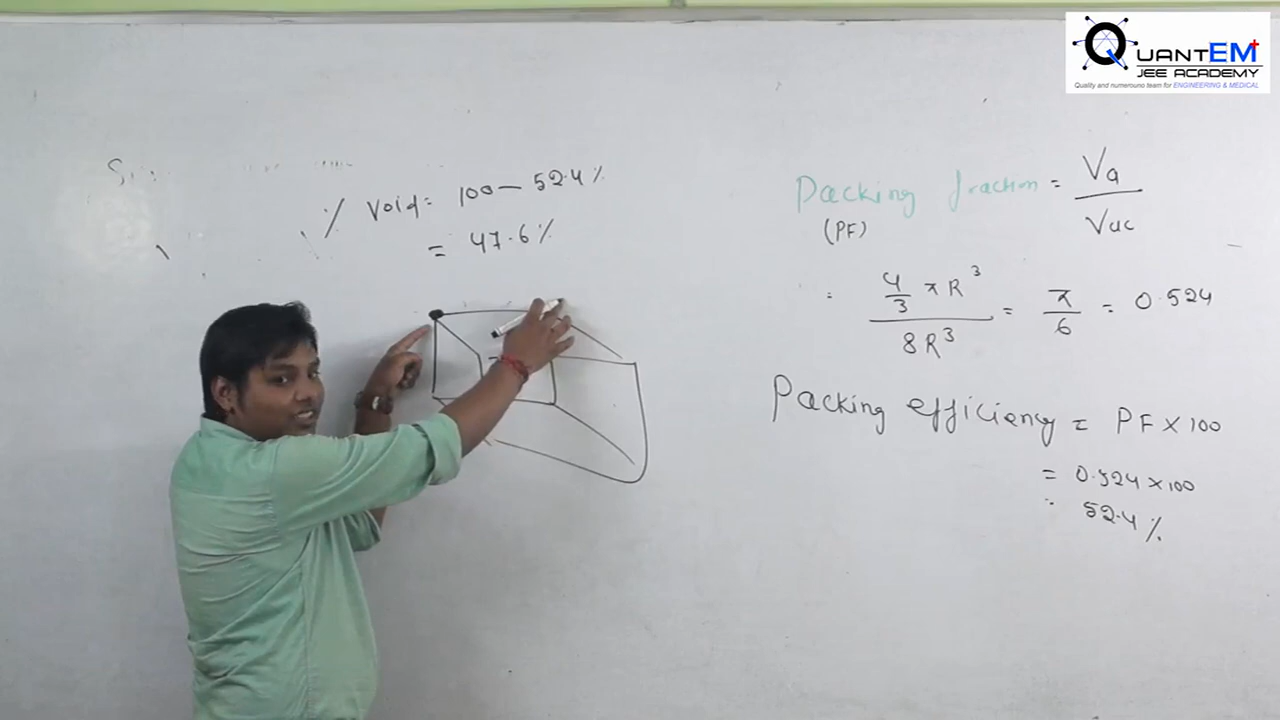 QUANTEM
JEE ACADEMY
Quality and numerouno team for ENGINEERING & MEDICAL
% Void = 100 — 52.4 %
= 47.6 %
Packing fraction = Va / Vuc
(PF)
= 4/3 π R³ / 8R³ = π/6 = 0.524
Packing efficiency = PF × 100
= 0.524 × 100
= 52.4 %